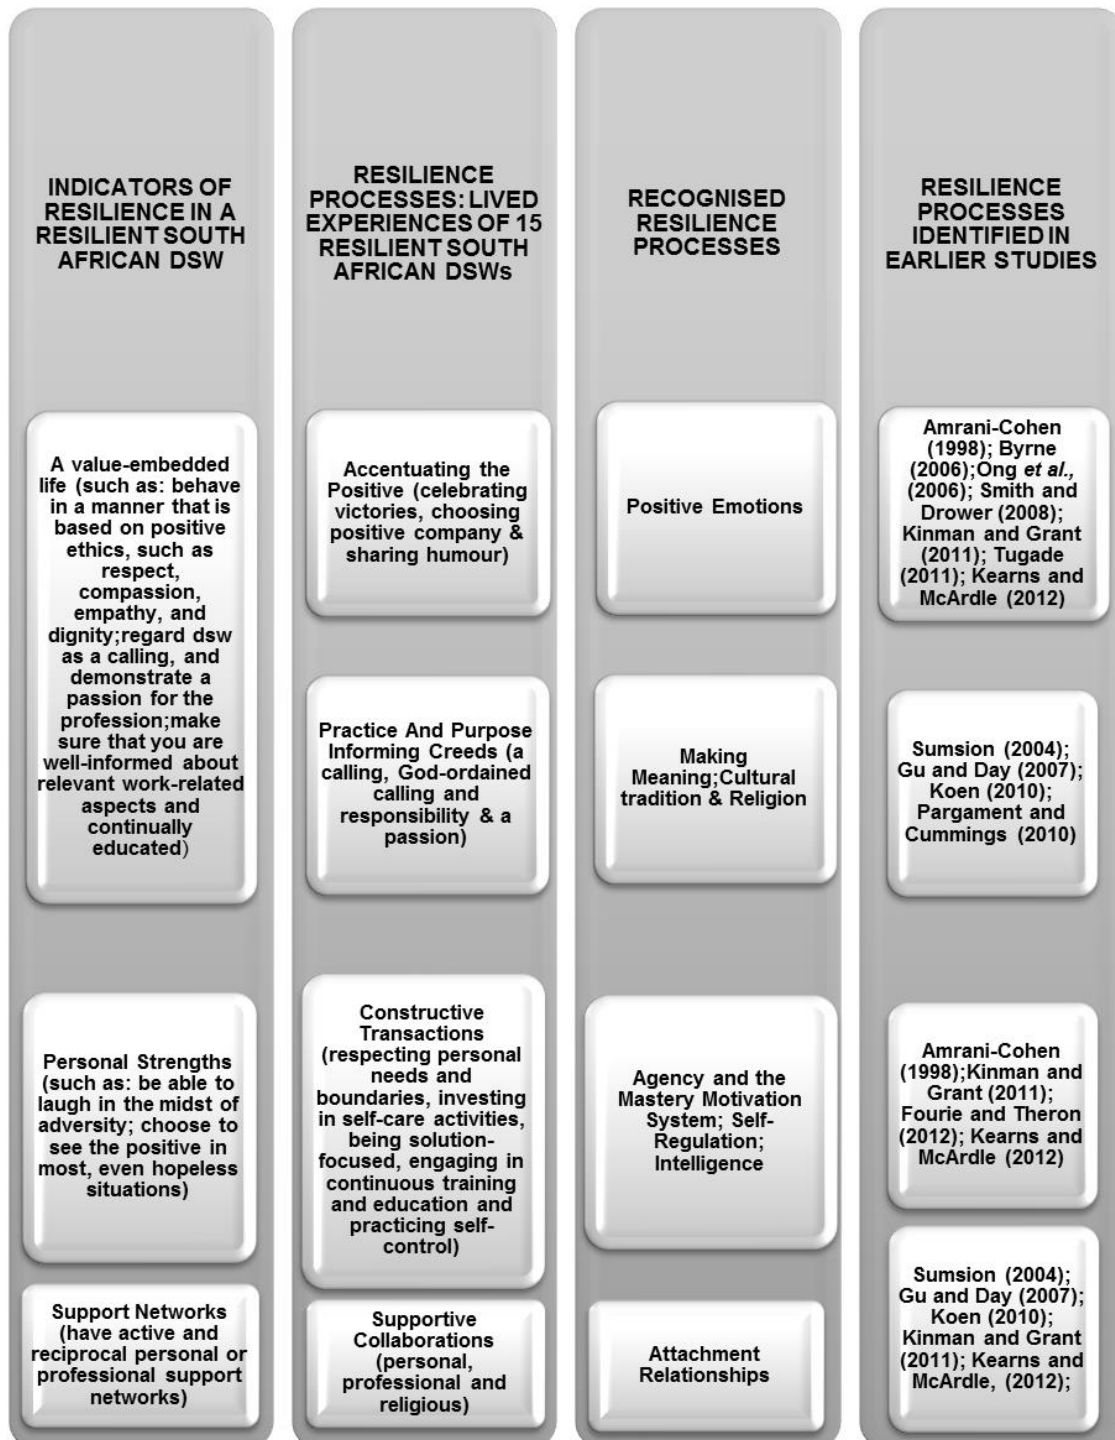 INDICATORS OF
RESILIENCE IN A
RESILIENT SOUTH
AFRICAN DSW
A value-embedded
life (such as: behave
in a manner that is
based on positive
ethics, such as
respect,
compassion,
empathy, and
dignity;regard dsw
as a calling, and
demonstrate a
passion for the
profession;make
sure that you are
well-informed about
relevant work-related
aspects and
continually
educated)
Personal Strengths
(such as: be able to
laugh in the midst of
adversity; choose to
see the positive in
most, even hopeless
situations)
Support Networks
(have active and
reciprocal personal or
professional support
networks)
RESILIENCE
PROCESSES: LIVED
EXPERIENCES OF 15
RESILIENT SOUTH
AFRICAN DSWs
Accentuating the
Positive (celebrating
victories, choosing
positive company &
sharing humour)
Practice And Purpose
Informing Creeds (a
calling, God-ordained
calling and
responsibility & a
passion)
Constructive
Transactions
(respecting personal
needs and
boundaries, investing
in self-care activities,
being solution-
focused, engaging in
continuous training
and education and
practicing self-
control)
Supportive
Collaborations
(personal,
professional and
religious)
RECOGNISED
RESILIENCE
PROCESSES
Positive Emotions
Making
Meaning;Cultural
tradition & Religion
Agency and the
Mastery Motivation
System; Self-
Regulation;
Intelligence
Attachment
Relationships
RESILIENCE
PROCESSES
IDENTIFIED IN
EARLIER STUDIES
Amrani-Cohen
(1998); Byrne
(2006);Ong et al.,
(2006); Smith and
Drower (2008);
Kinman and Grant
(2011); Tugade
(2011); Kearns and
McArdle (2012)
Sumsion (2004);
Gu and Day (2007);
Koen (2010);
Pargament and
Cummings (2010)
Amrani-Cohen
(1998);Kinman and
Grant (2011);
Fourie and Theron
(2012); Kearns and
McArdle (2012)
Sumsion (2004);
Gu and Day (2007);
Koen (2010);
Kinman and Grant
(2011); Kearns and
McArdle, (2012);